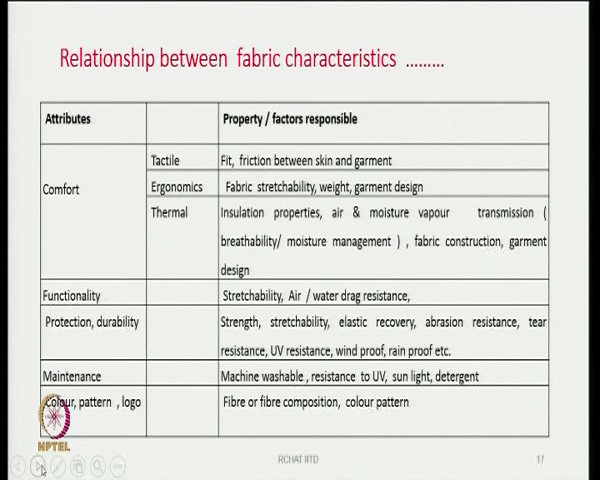 Relationship between fabric characteristics .........
Attributes
Property / factors responsible
Comfort
Tactile
Fit, friction between skin and garment
Ergonomics
Fabric stretchability, weight, garment design
Thermal
Insulation properties, air & moisture vapour transmission (
breathability/ moisture management ) , fabric construction, garment
design
Functionality
Stretchability, Air / water drag resistance,
Protection, durability
Strength, stretchability, elastic recovery, abrasion resistance, tear
resistance, UV resistance, wind proof, rain proof etc.
Maintenance
Machine washable , resistance to UV, sun light, detergent
Colour, pattern , logo
Fibre or fibre composition, colour pattern
NPTEL
RCHAT IITD
17